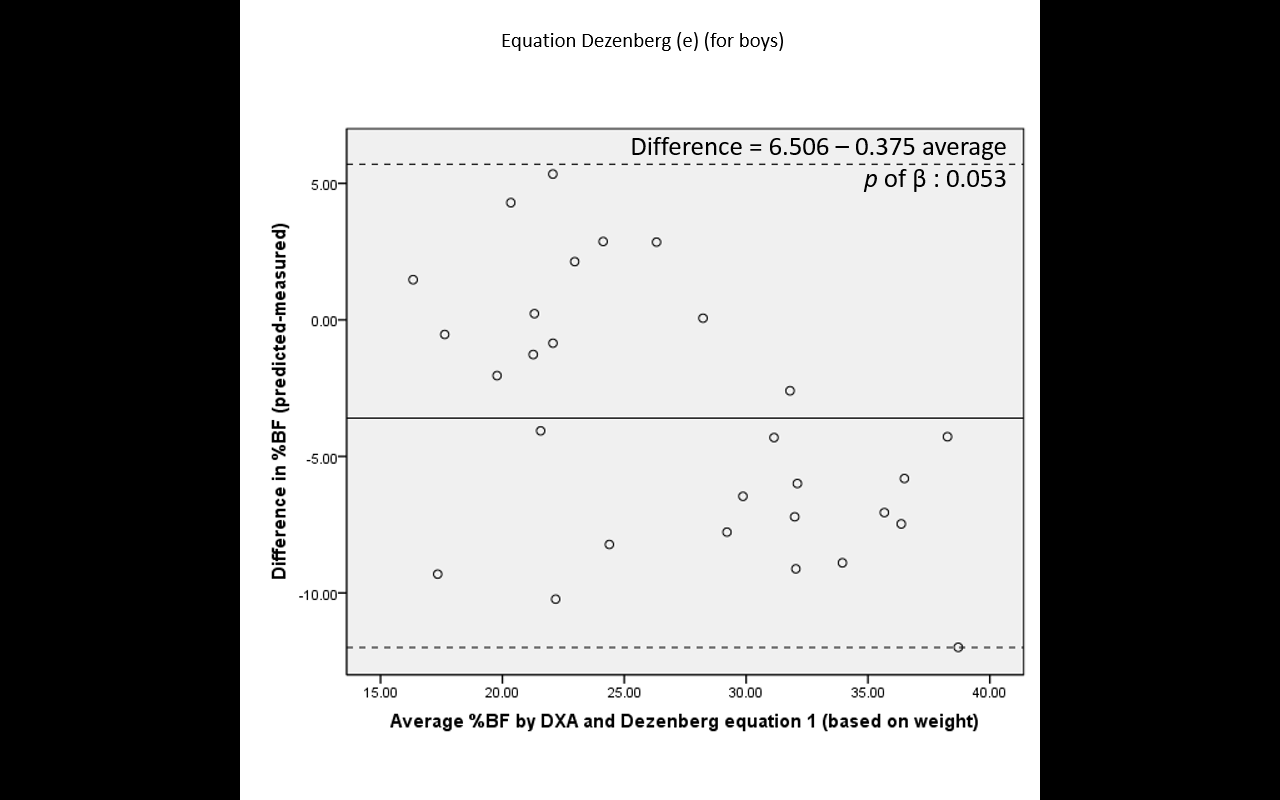 Equation Dezenberg (e) (for boys)
Difference = 6.506 – 0.375 average
p of β : 0.053
Difference in %BF (predicted-measured)
5.00
0.00
-5.00
-10.00
15.00 20.00 25.00 30.00 35.00 40.00
Average %BF by DXA and Dezenberg equation 1 (based on weight)